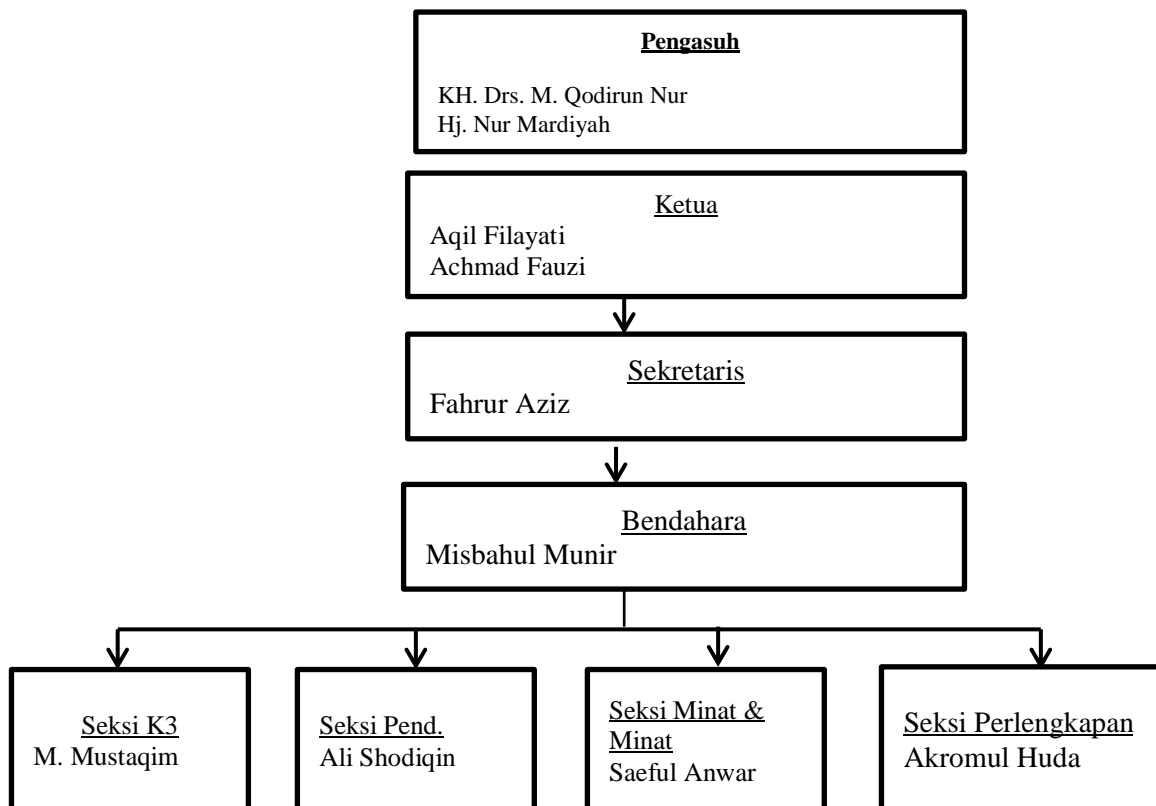 Pengasuh
KH. Drs. M. Qodirun Nur
Hj. Nur Mardiyah
Ketua
Aqil Filayati
Achmad Fauzi
Sekretaris
Fahrur Aziz
Bendahara
Misbahul Munir
Seksi K3
M. Mustaqim
Seksi Pend.
Ali Shodiqin
Seksi Minat &
Minat
Saeful Anwar
Seksi Perlengkapan
Akromul Huda